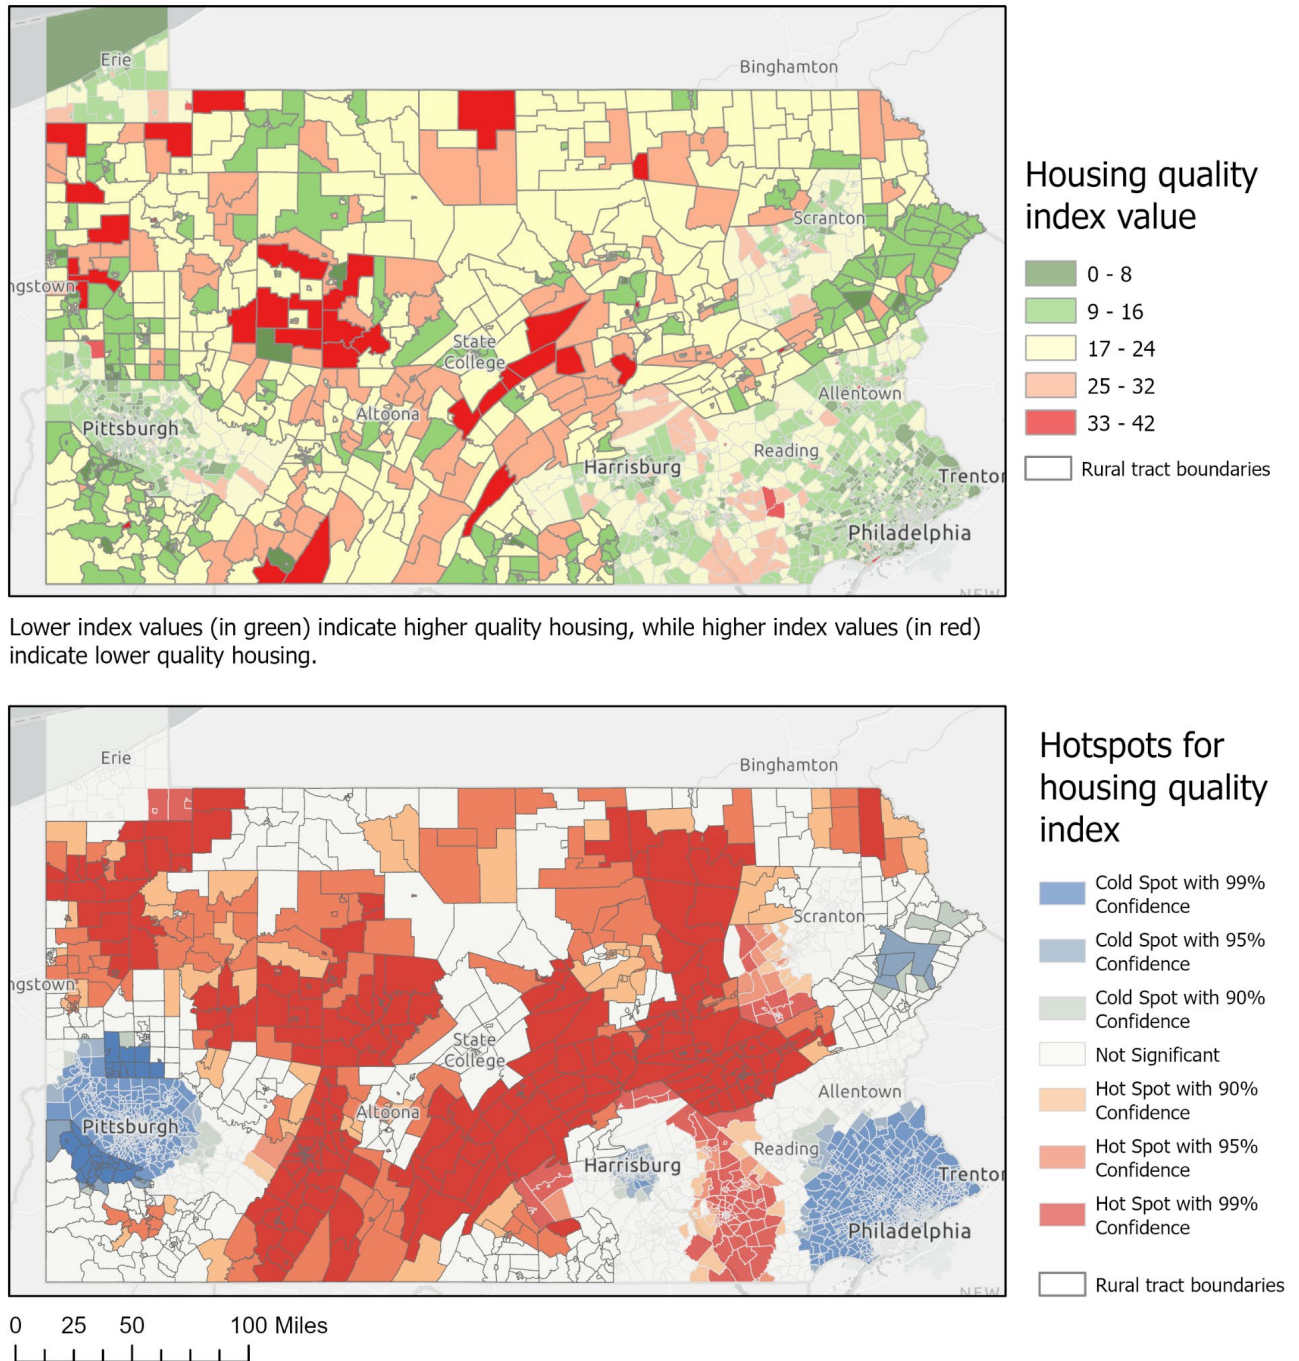 Erie
Binghamton
Scranton
ngstown
State
College
Allentown
Altoona
Pittsburgh
Reading
Harrisburg
Trento
Philadelphia
NEW
Housing quality
index value
0 - 8
9 - 16
17 - 24
25 - 32
33 - 42
Rural tract boundaries
Lower index values (in green) indicate higher quality housing, while higher index values (in red)
indicate lower quality housing.
Erie
Binghamton
Scranton
ngstown
State
College
Allentown
Altoona
Pittsburgh
Reading
Harrisburg
Trento
Philadelphia
NEW
Hotspots for
housing quality
index
Cold Spot with 99%
Confidence
Cold Spot with 95%
Confidence
Cold Spot with 90%
Confidence
Not Significant
Hot Spot with 90%
Confidence
Hot Spot with 95%
Confidence
Hot Spot with 99%
Confidence
Rural tract boundaries
0 25 50 100 Miles